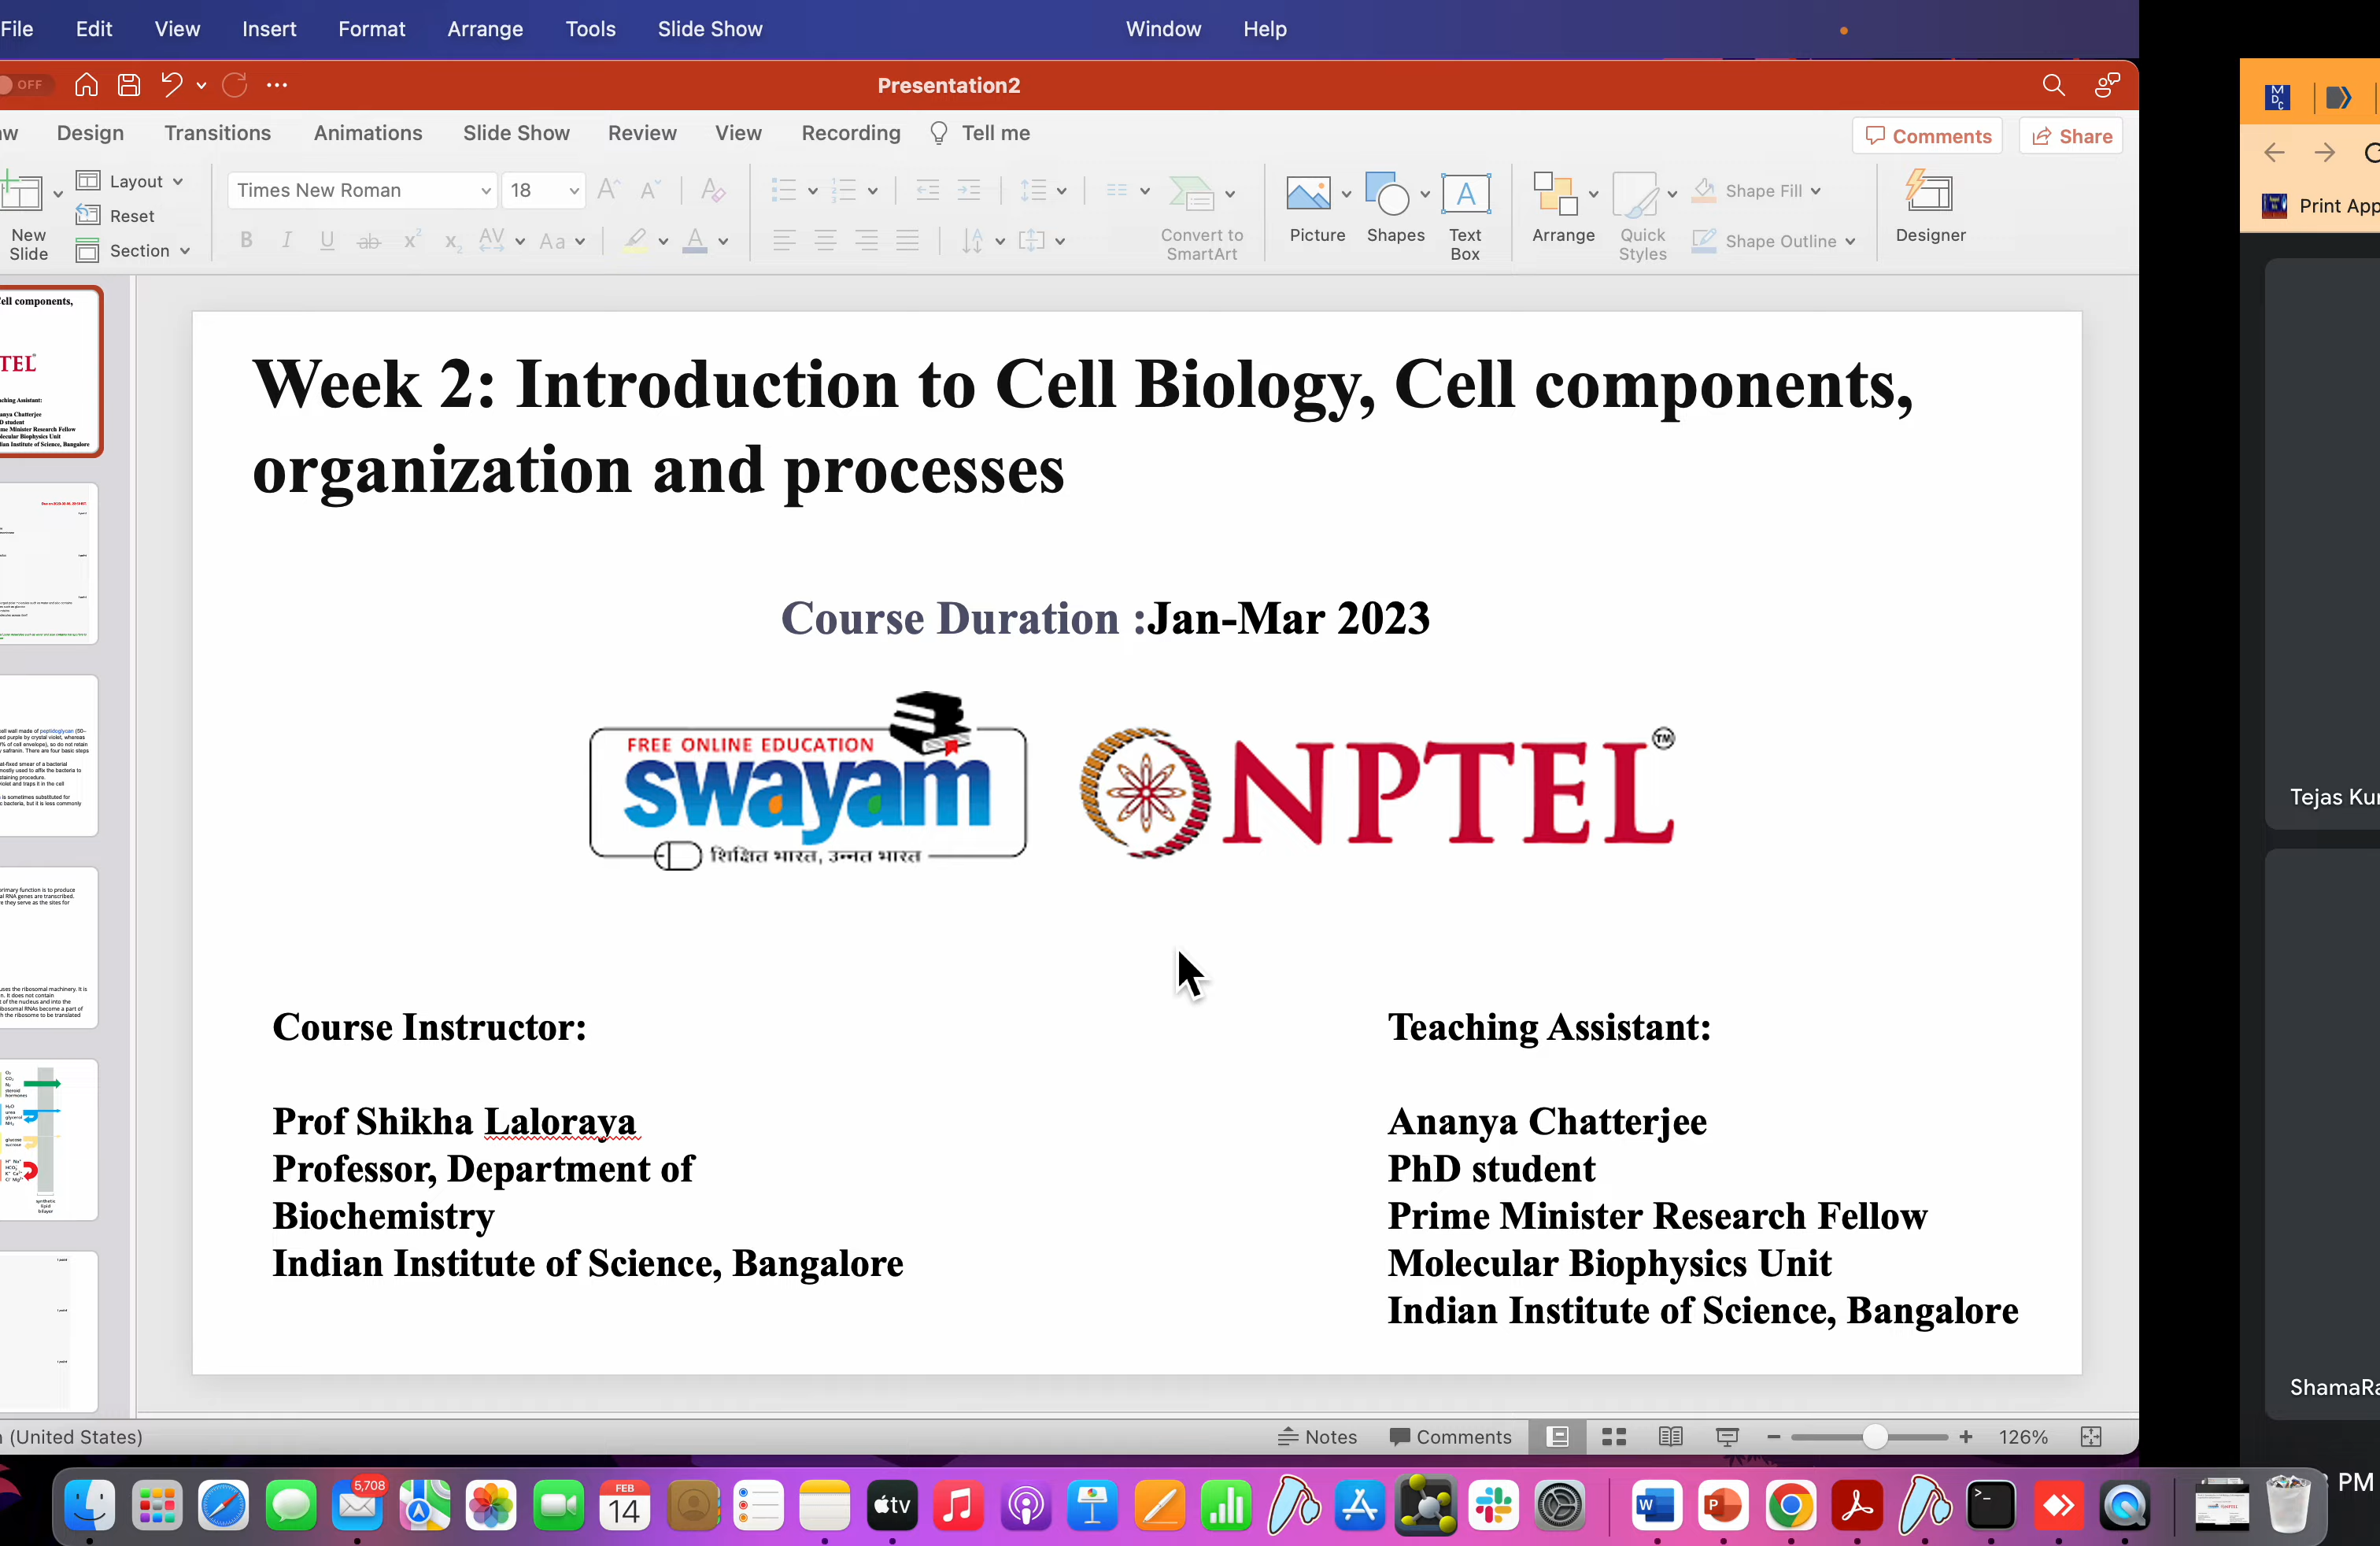 File Edit View Insert Format Arrange Tools Slide Show Window Help
OFF
Presentation2
Design Transitions Animations Slide Show Review View Recording Tell me
Comments Share
New Slide
Layout
Reset
Section
Times New Roman 18
Convert to SmartArt
Picture Shapes Text Box
Arrange Quick Styles
Shape Fill
Shape Outline
Designer
Week 2: Introduction to Cell Biology, Cell components,
organization and processes
Course Duration :Jan-Mar 2023
FREE ONLINE EDUCATION
swayam
शिक्षित भारत, उन्नत भारत
NPTEL TM
Course Instructor:
Prof Shikha Laloraya
Professor, Department of
Biochemistry
Indian Institute of Science, Bangalore
Teaching Assistant:
Ananya Chatterjee
PhD student
Prime Minister Research Fellow
Molecular Biophysics Unit
Indian Institute of Science, Bangalore
(United States)
Notes Comments 126%
Print App
Tejas
PM
5,708
FEB
14
tv